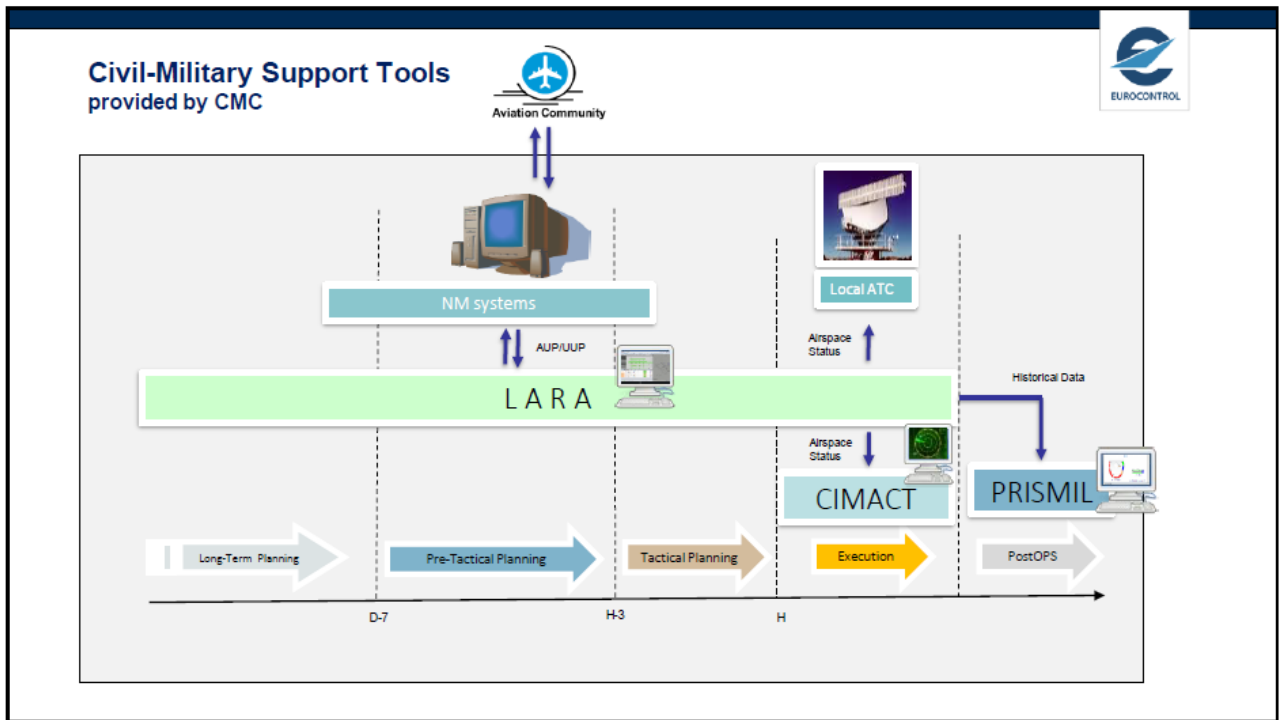 Civil-Military Support Tools
provided by CMC
Aviation Community
EUROCONTROL
NM systems
Local ATC
AUP/UUP
Airspace
Status
Historical Data
L A R A
Airspace
Status
CIMACT
PRISMIL
Long-Term Planning
Pre-Tactical Planning
Tactical Planning
Execution
PostOPS
D-7
H-3
H